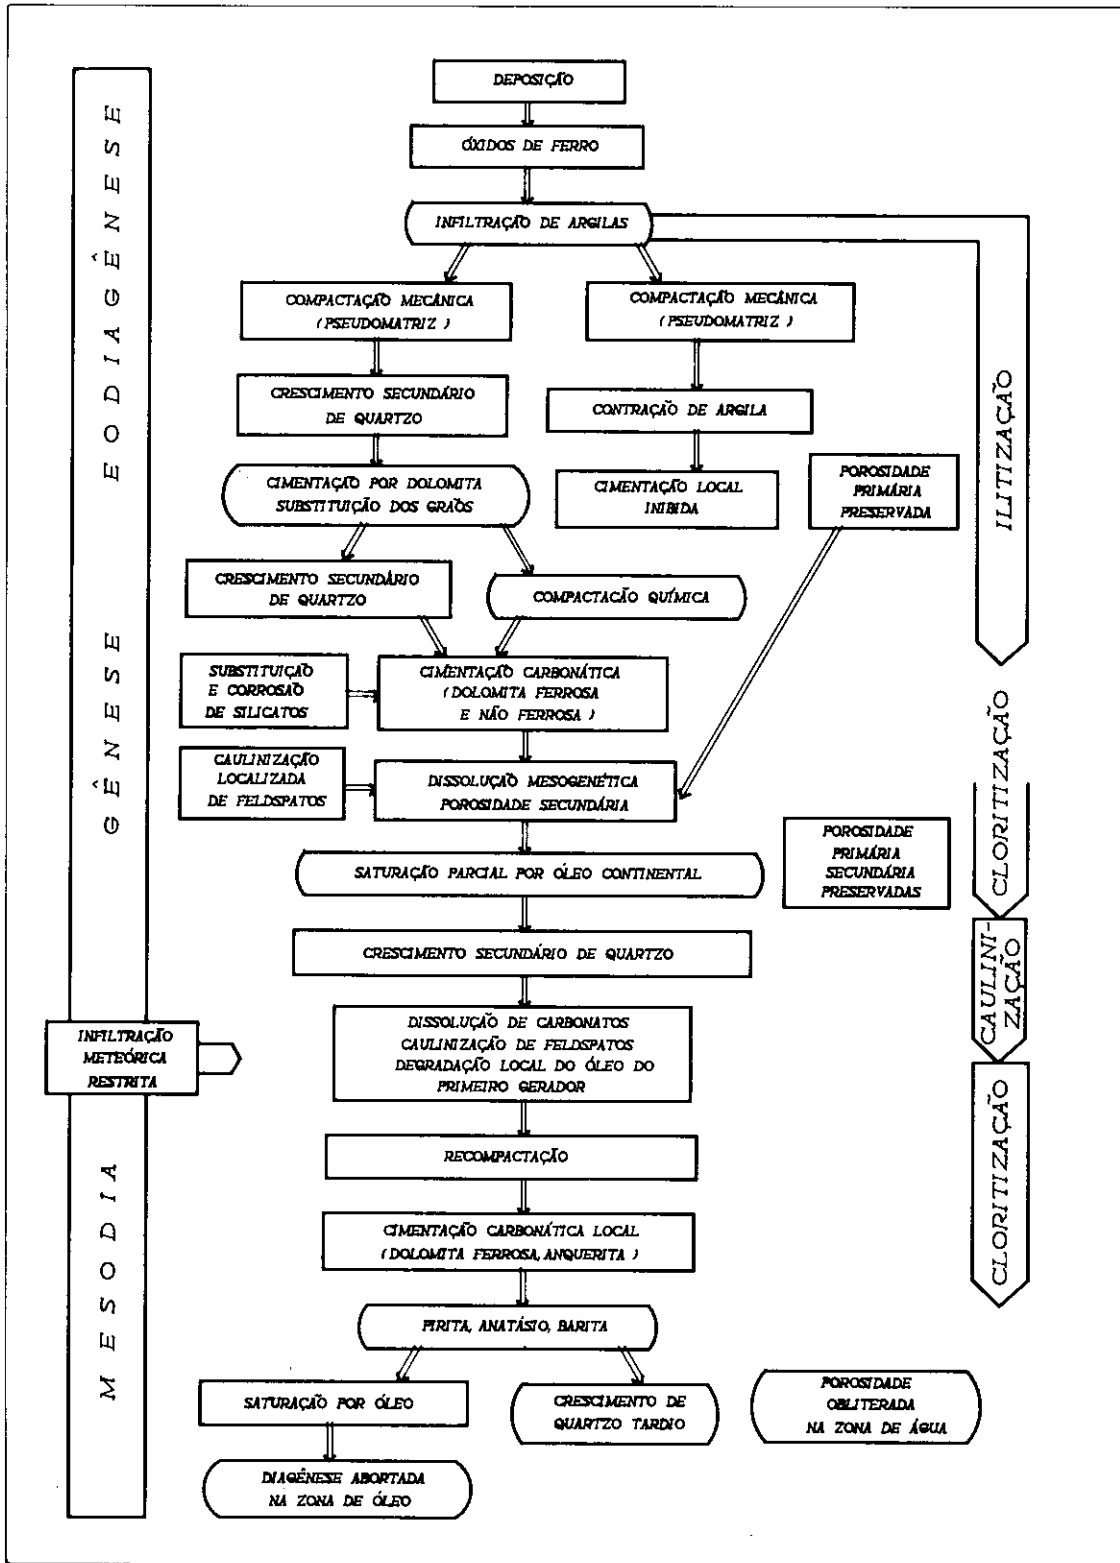 DEPOSIÇÃO
ÓXIDOS DE FERRO
INFILTRAÇÃO DE ARGILAS
COMPACTAÇÃO MECÂNICA
( PSEUDOMATRIZ )
COMPACTAÇÃO MECÂNICA
( PSEUDOMATRIZ )
CRESCIMENTO SECUNDÁRIO
DE QUARTZO
CONTRAÇÃO DE ARGILA
CIMENTAÇÃO POR DOLOMITA
SUBSTITUIÇÃO DOS GRAÕS
CIMENTAÇÃO LOCAL
INIBIDA
POROSIDADE
PRIMÁRIA
PRESERVADA
CRESCIMENTO SECUNDÁRIO
DE QUARTZO
COMPACTAÇÃO QUÍMICA
SUBSTITUIÇÃO
E CORROSÃO
DE SILICATOS
CIMENTAÇÃO CARBONÁTICA
( DOLOMITA FERROSA
E NÃO FERROSA )
CAULINIZAÇÃO
LOCALIZADA
DE FELDSPATOS
DISSOLUÇÃO MESOGENÉTICA
POROSIDADE SECUNDÁRIA
SATURAÇÃO PARCIAL POR ÓLEO CONTINENTAL
POROSIDADE
PRIMÁRIA
SECUNDÁRIA
PRESERVADAS
CRESCIMENTO SECUNDÁRIO DE QUARTZO
INFILTRAÇÃO
METEÓRICA
RESTRITA
DISSOLUÇÃO DE CARBONATOS
CAULINIZAÇÃO DE FELDSPATOS
DEGRADAÇÃO LOCAL DO ÓLEO DO
PRIMEIRO GERADOR
RECOMPACTAÇÃO
CIMENTAÇÃO CARBONÁTICA LOCAL
( DOLOMITA FERROSA, ANQUERITA )
PIRITA, ANATÁSIO, BARITA
SATURAÇÃO POR ÓLEO
CRESCIMENTO DE
QUARTZO TARDIO
POROSIDADE
OBLITERADA
NA ZONA DE ÁGUA
DIAGÊNESE ABORTADA
NA ZONA DE ÓLEO
EODIAGÊNESE
MESODIA GÊNESE
ILITIZAÇÃO
CLORITIZAÇÃO
CAULINI-
ZAÇÃO
CLORITIZAÇÃO